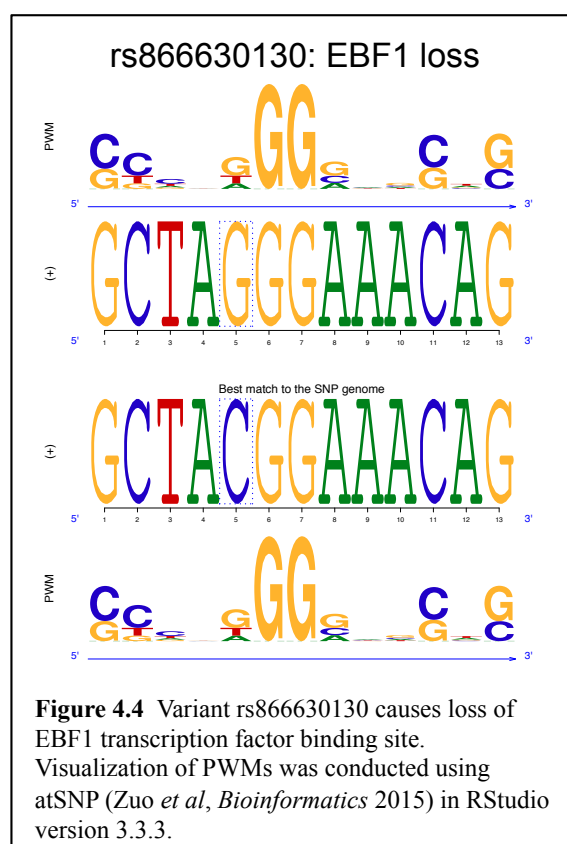 rs866630130: EBF1 loss
PWM
5' 3'
(+)
GCTAGGGAAACAG
5' 3'
1 2 3 4 5 6 7 8 9 10 11 12 13
Best match to the SNP genome
(+)
GCTACGGAAACAG
5' 3'
1 2 3 4 5 6 7 8 9 10 11 12 13
PWM
5' 3'
Figure 4.4 Variant rs866630130 causes loss of
EBF1 transcription factor binding site.
Visualization of PWMs was conducted using
atSNP (Zuo et al, Bioinformatics 2015) in RStudio
version 3.3.3.